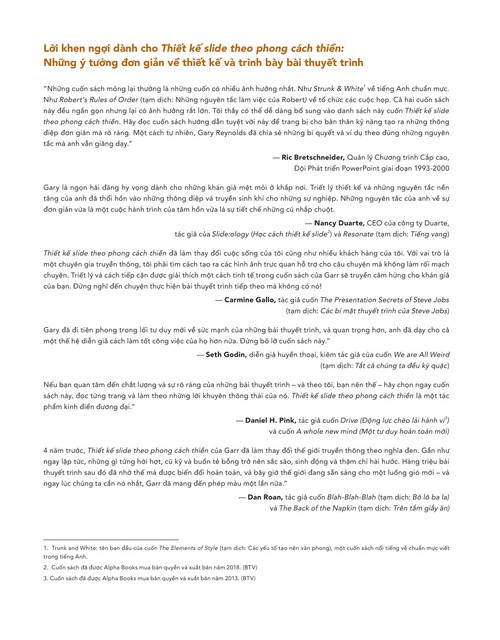 Lời khen ngợi dành cho Thiết kế slide theo phong cách thiền:
Những ý tưởng đơn giản về thiết kế và trình bày bài thuyết trình
“Những cuốn sách mỏng lại thường là những cuốn có nhiều ảnh hưởng nhất. Như Strunk & White¹ về tiếng Anh chuẩn mực.
Như Robert’s Rules of Order (tạm dịch: Những nguyên tắc làm việc của Robert) về tổ chức các cuộc họp. Cả hai cuốn sách
đều ngắn gọn nhưng lại có ảnh hưởng rất lớn. Tôi thấy có thể dễ dàng bổ sung vào danh sách này cuốn Thiết kế slide
theo phong cách thiền. Hãy đọc cuốn sách hướng dẫn tuyệt vời này để trang bị cho bản thân kỹ năng tạo ra những thông
điệp đơn giản mà rõ ràng. Một cách tự nhiên, Gary Reynolds đã chia sẻ những bí quyết và ví dụ theo đúng những nguyên
tắc mà anh vẫn giảng dạy.”
— Ric Bretschneider, Quản lý Chương trình Cấp cao,
Đội Phát triển PowerPoint giai đoạn 1993-2000
Gary là ngọn hải đăng hy vọng dành cho những khán giả mệt mỏi ở khắp nơi. Triết lý thiết kế và những nguyên tắc nền
tảng của anh đã thổi hồn vào những thông điệp và truyền sinh khí cho những sự nghiệp. Những nguyên tắc của anh về sự
đơn giản vừa là một cuộc hành trình của tâm hồn vừa là sự tiết chế những cú nhấp chuột.
— Nancy Duarte, CEO của công ty Duarte,
tác giả của Slide:ology (Học cách thiết kế slide²) và Resonate (tạm dịch: Tiếng vang)
Thiết kế slide theo phong cách thiền đã làm thay đổi cuộc sống của tôi cũng như nhiều khách hàng của tôi. Với vai trò là
một chuyên gia truyền thông, tôi phải tìm cách tạo ra các hình ảnh trực quan hỗ trợ cho câu chuyện mà không làm rối mạch
chuyện. Triết lý và cách tiếp cận được giải thích một cách tinh tế trong cuốn sách của Garr sẽ truyền cảm hứng cho khán giả
của bạn. Đừng nghĩ đến chuyện thực hiện bài thuyết trình tiếp theo mà không có nó!
— Carmine Gallo, tác giả cuốn The Presentation Secrets of Steve Jobs
(tạm dịch: Các bí mật thuyết trình của Steve Jobs)
Gary đã đi tiên phong trong lối tư duy mới về sức mạnh của những bài thuyết trình, và quan trọng hơn, anh đã dạy cho cả
một thế hệ diễn giả cách làm tốt công việc của họ hơn nữa. Đừng bỏ lỡ cuốn sách này.”
— Seth Godin, diễn giả huyền thoại, kiêm tác giả của cuốn We are All Weird
(tạm dịch: Tất cả chúng ta đều kỳ quặc)
Nếu bạn quan tâm đến chất lượng và sự rõ ràng của những bài thuyết trình – và theo tôi, bạn nên thế – hãy chọn ngay cuốn
sách này, đọc từng trang và làm theo những lời khuyên thông thái của nó. Thiết kế slide theo phong cách thiền là một tác
phẩm kinh điển đương đại.”
— Daniel H. Pink, tác giả cuốn Drive (Động lực chèo lái hành vi³)
và cuốn A whole new mind (Một tư duy hoàn toàn mới)
4 năm trước, Thiết kế slide theo phong cách thiền của Garr đã làm thay đổi thế giới thuyết trình theo nghĩa đen. Gần như
ngay lập tức, những gì từng hời hợt, cũ kỹ và buồn tẻ bỗng trở nên sắc sảo, sinh động và thậm chí hài hước. Hàng triệu bài
thuyết trình sau đó đã nhờ thế mà được biến đổi hoàn toàn, và bây giờ thế giới đang sẵn sàng cho một luồng gió mới – và
ngay lúc chúng ta cần nó nhất, Garr đã mang đến phép màu một lần nữa.”
— Dan Roan, tác giả cuốn Blah-Blah-Blah (tạm dịch: Bô lô ba la)
và The Back of the Napkin (tạm dịch: Trên tấm giấy ăn)
1. Trunk and White: tên ban đầu của cuốn The Elements of Style (tạm dịch: Các yếu tố tạo nên văn phong), một cuốn sách nổi tiếng về chuẩn mực viết
trong tiếng Anh.
2. Cuốn sách đã được Alpha Books mua bản quyền và xuất bản năm 2018. (BTV)
3. Cuốn sách đã được Alpha Books mua bản quyền và xuất bản năm 2013. (BTV)